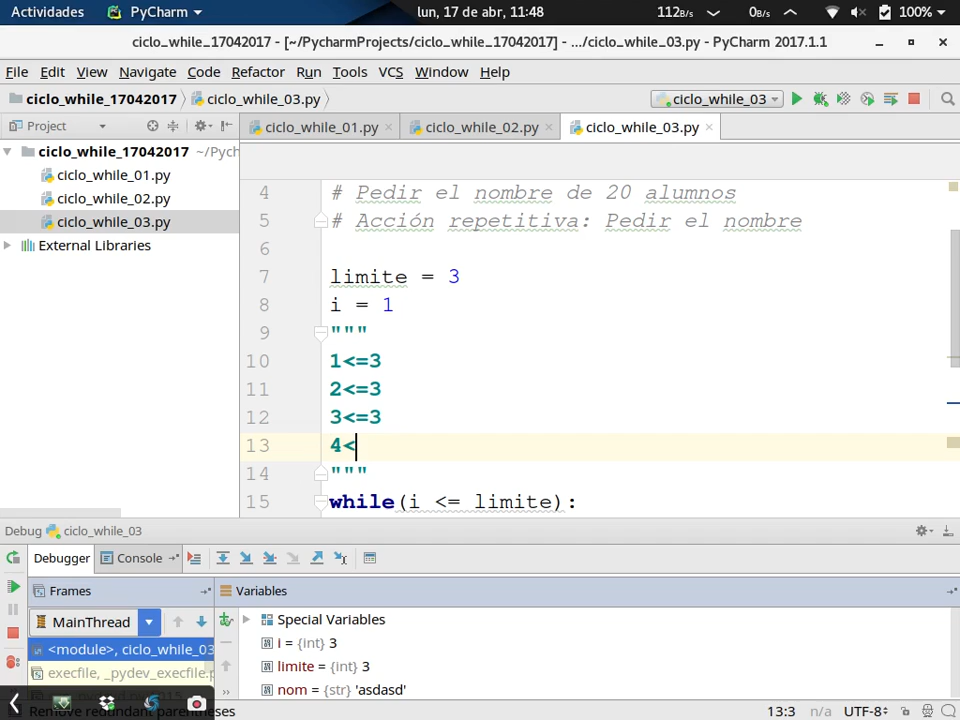 Actividades PyCharm lun, 17 de abr, 11:48 112B/s 0B/s 100%
ciclo_while_17042017 - [~/PycharmProjects/ciclo_while_17042017] - .../ciclo_while_03.py - PyCharm 2017.1.1
File Edit View Navigate Code Refactor Run Tools VCS Window Help
ciclo_while_17042017 ciclo_while_03.py ciclo_while_03
Project ciclo_while_01.py ciclo_while_02.py ciclo_while_03.py
ciclo_while_17042017 ~/Pych
ciclo_while_01.py
ciclo_while_02.py
ciclo_while_03.py
External Libraries
4 # Pedir el nombre de 20 alumnos
5 # Acción repetitiva: Pedir el nombre
6
7 limite = 3
8 i = 1
9 """
10 1<=3
11 2<=3
12 3<=3
13 4<
14 """
15 while(i <= limite):
Debug ciclo_while_03
Debugger Console
Frames Variables
MainThread
<module>, ciclo_while_03
execfile, _pydev_execfile.p
Special Variables
i = {int} 3
limite = {int} 3
nom = {str} 'asdasd'
Remove redundant parentheses 13:3 n/a UTF-8